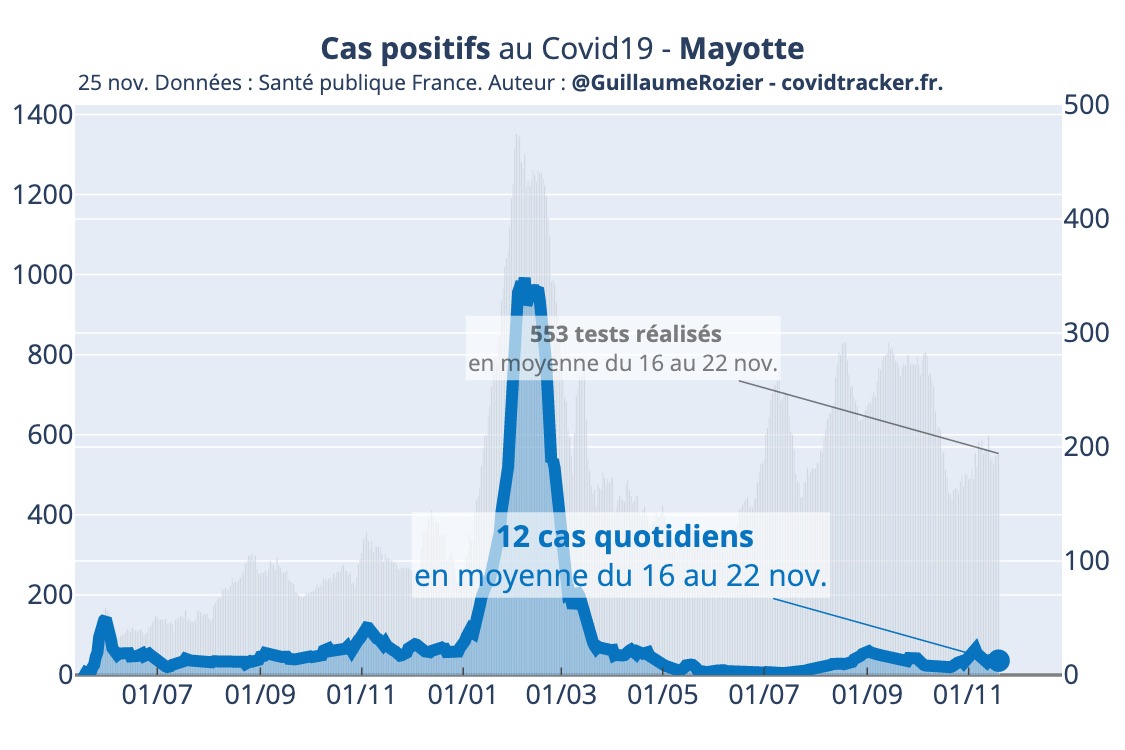 Cas positifs au Covid19 - Mayotte
25 nov. Données : Santé publique France. Auteur : @GuillaumeRozier - covidtracker.fr.
1400
1200
1000
800
600
400
200
0
500
400
300
200
100
0
553 tests réalisés
en moyenne du 16 au 22 nov.
12 cas quotidiens
en moyenne du 16 au 22 nov.
01/07 01/09 01/11 01/01 01/03 01/05 01/07 01/09 01/11